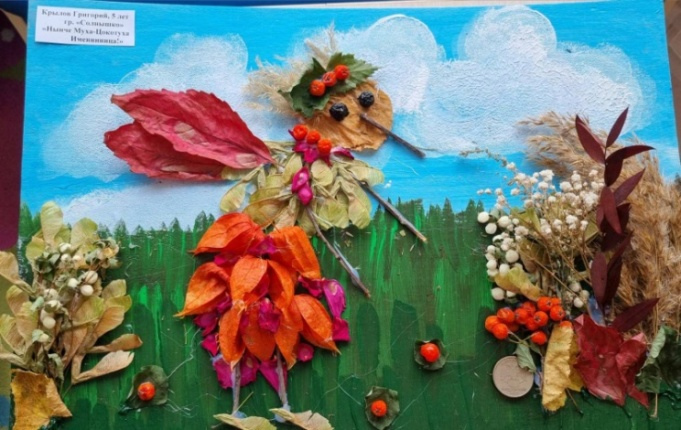 Крылов Григорий, 5 лет
гр. «Солнышко»
«Нынче Муха-Цокотуха
Именинница!»